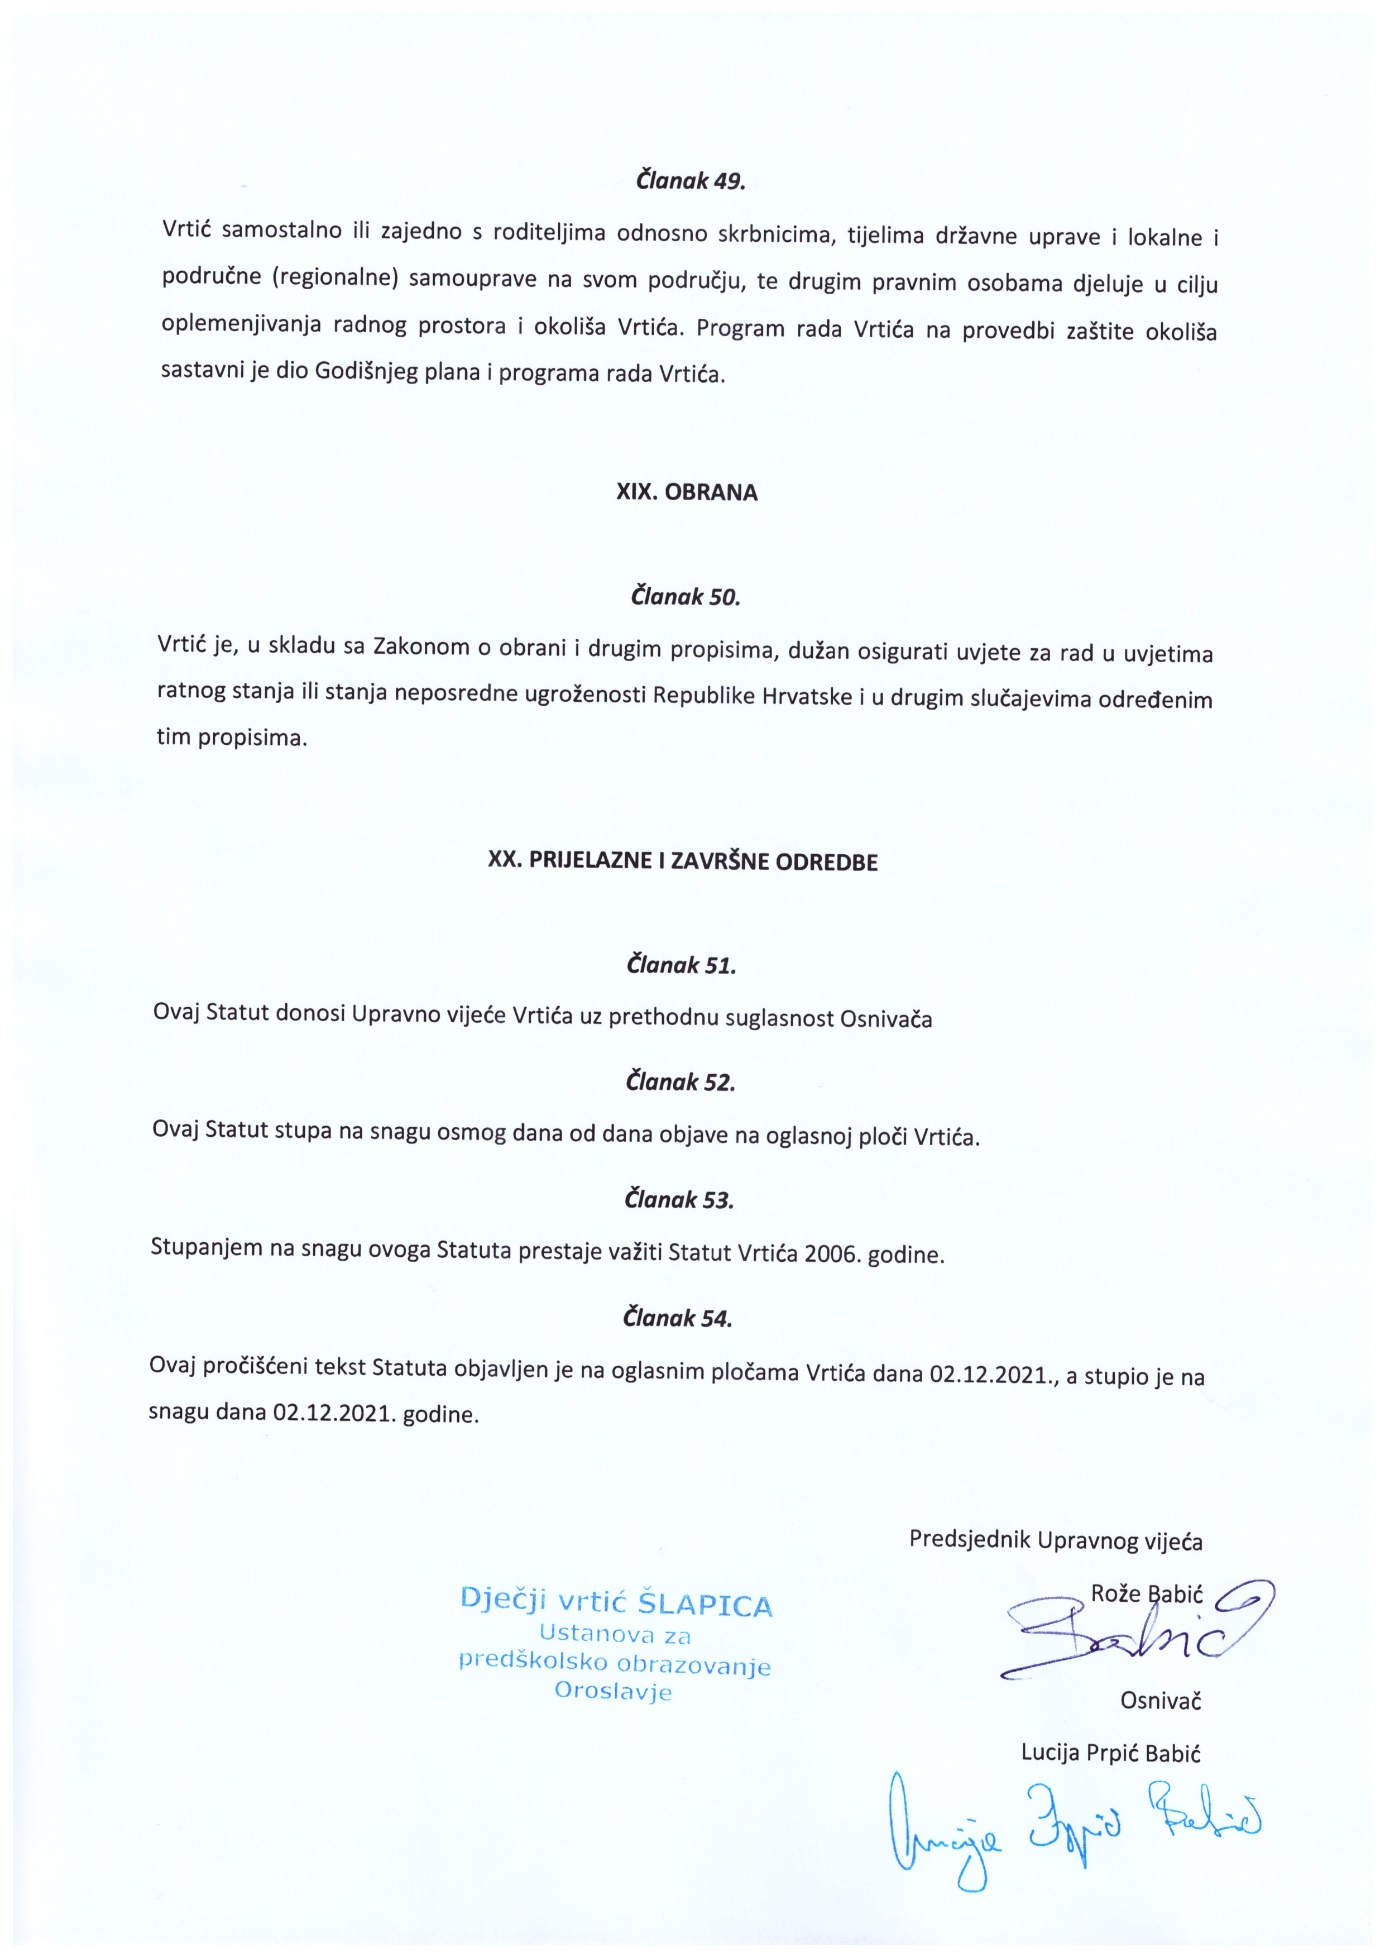 Članak 49.
Vrtić samostalno ili zajedno s roditeljima odnosno skrbnicima, tijelima državne uprave i lokalne i
područne (regionalne) samouprave na svom području, te drugim pravnim osobama djeluje u cilju
oplemenjivanja radnog prostora i okoliša Vrtića. Program rada Vrtića na provedbi zaštite okoliša
sastavni je dio Godišnjeg plana i programa rada Vrtića.
XIX. OBRANA
Članak 50.
Vrtić je, u skladu sa Zakonom o obrani i drugim propisima, dužan osigurati uvjete za rad u uvjetima
ratnog stanja ili stanja neposredne ugroženosti Republike Hrvatske i u drugim slučajevima određenim
tim propisima.
XX. PRIJELAZNE I ZAVRŠNE ODREDBE
Članak 51.
Ovaj Statut donosi Upravno vijeće Vrtića uz prethodnu suglasnost Osnivača
Članak 52.
Ovaj Statut stupa na snagu osmog dana od dana objave na oglasnoj ploči Vrtića.
Članak 53.
Stupanjem na snagu ovoga Statuta prestaje važiti Statut Vrtića 2006. godine.
Članak 54.
Ovaj pročišćeni tekst Statuta objavljen je na oglasnim pločama Vrtića dana 02.12.2021., a stupio je na
snagu dana 02.12.2021. godine.
Predsjednik Upravnog vijeća
Rože Babić
Babić
Osnivač
Lucija Prpić Babić
Lucija Prpić Babić
Dječji vrtić ŠLAPICA
Ustanova za
predškolsko obrazovanje
Oroslavje